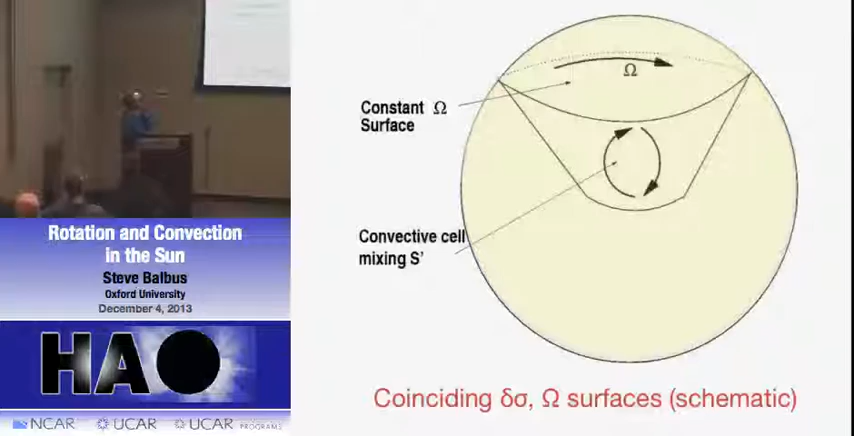 Rotation and Convection
in the Sun
Steve Balbus
Oxford University
December 4, 2013
HAO
NCAR UCAR UCAR PROGRAMS
Ω
Constant Ω
Surface
Convective cell
mixing S'
Coinciding δσ, Ω surfaces (schematic)